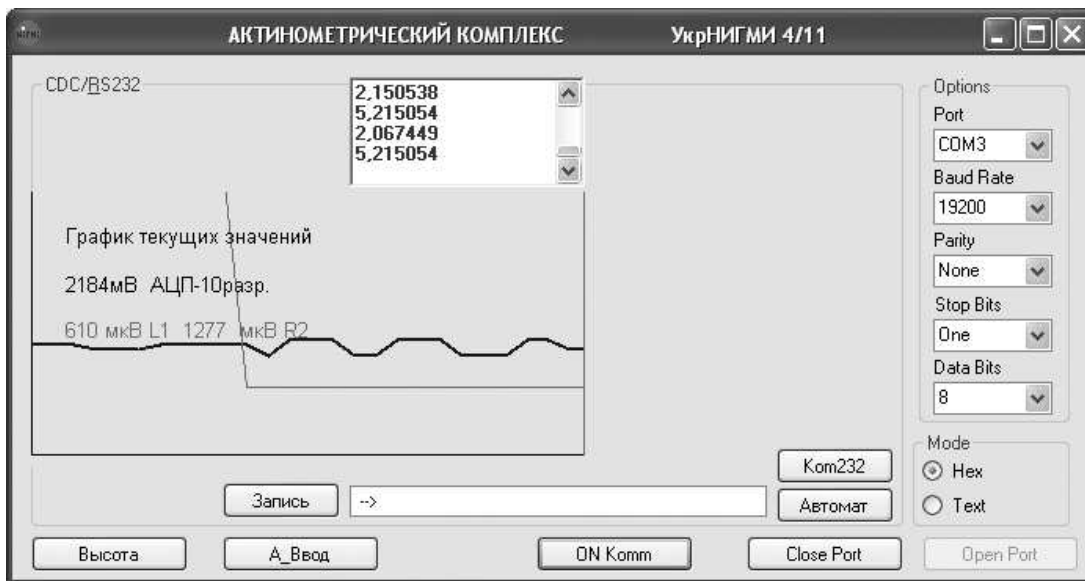 АКТИНОМЕТРИЧЕСКИЙ КОМПЛЕКС УкрНИГМИ 4/11
CDC/RS232
2,150538
5,215054
2,067449
5,215054
График текущих значений
2184мВ АЦП-10разр.
610 мкВ L1 1277 мкВ R2
Options
Port
COM3
Baud Rate
19200
Parity
None
Stop Bits
One
Data Bits
8
Mode
Hex
Text
Kom232
Запись
-->
Автомат
Высота
А_Ввод
ON Komm
Close Port
Open Port